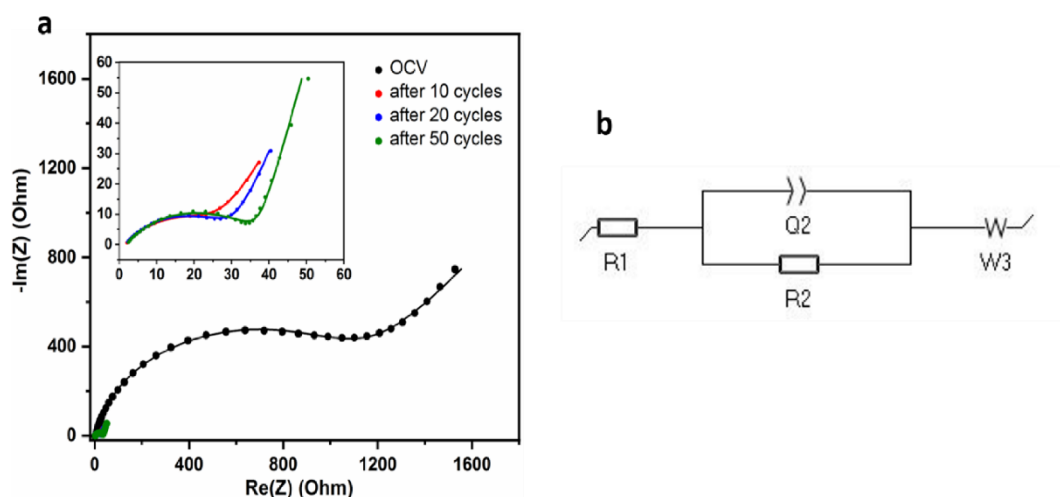 a
-Im(Z) (Ohm)
1600
1200
800
400
0
0 400 800 1200 1600
Re(Z) (Ohm)
60
50
40
30
20
10
0
0 10 20 30 40 50 60
OCV
after 10 cycles
after 20 cycles
after 50 cycles
b
Q2
R1
R2
W3